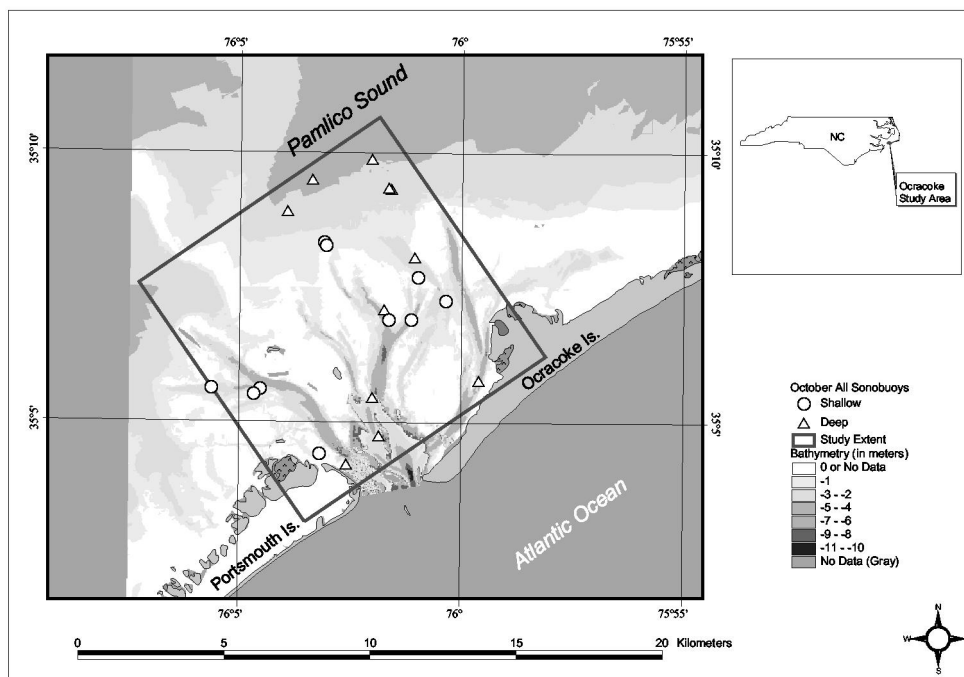 76°5'
76°
75°55'
Pamlico Sound
35°10'
35°10'
NC
Ocracoke
Study Area
Ocracoke Is.
35°5'
35°5'
Portsmouth Is.
Atlantic Ocean
76°5'
76°
75°55'
October All Sonobuoys
Shallow
Deep
Study Extent
Bathymetry (in meters)
0 or No Data
-1
-3 - -2
-5 - -4
-7 - -6
-9 - -8
-11 - -10
No Data (Gray)
0
5
10
15
20 Kilometers
N
W
E
S